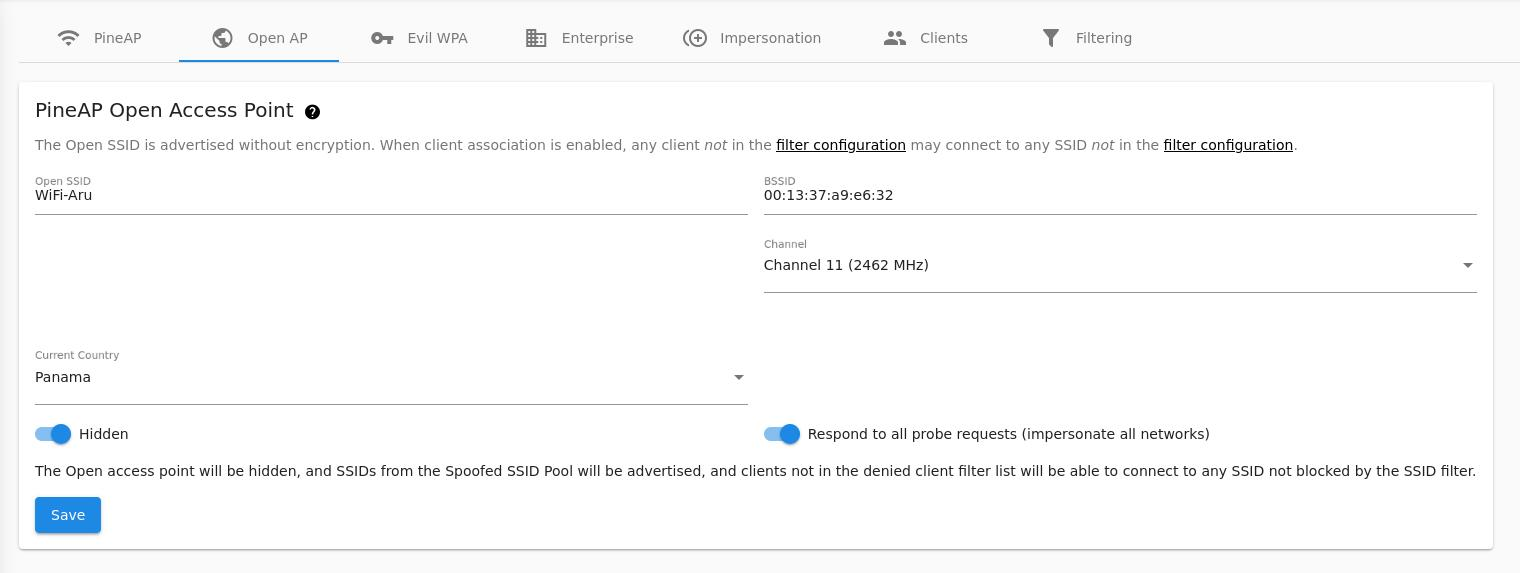 PineAP Open AP Evil WPA Enterprise Impersonation Clients Filtering
PineAP Open Access Point
The Open SSID is advertised without encryption. When client association is enabled, any client not in the filter configuration may connect to any SSID not in the filter configuration.
Open SSID
WiFi-Aru
BSSID
00:13:37:a9:e6:32
Channel
Channel 11 (2462 MHz)
Current Country
Panama
Hidden
Respond to all probe requests (impersonate all networks)
The Open access point will be hidden, and SSIDs from the Spoofed SSID Pool will be advertised, and clients not in the denied client filter list will be able to connect to any SSID not blocked by the SSID filter.
Save